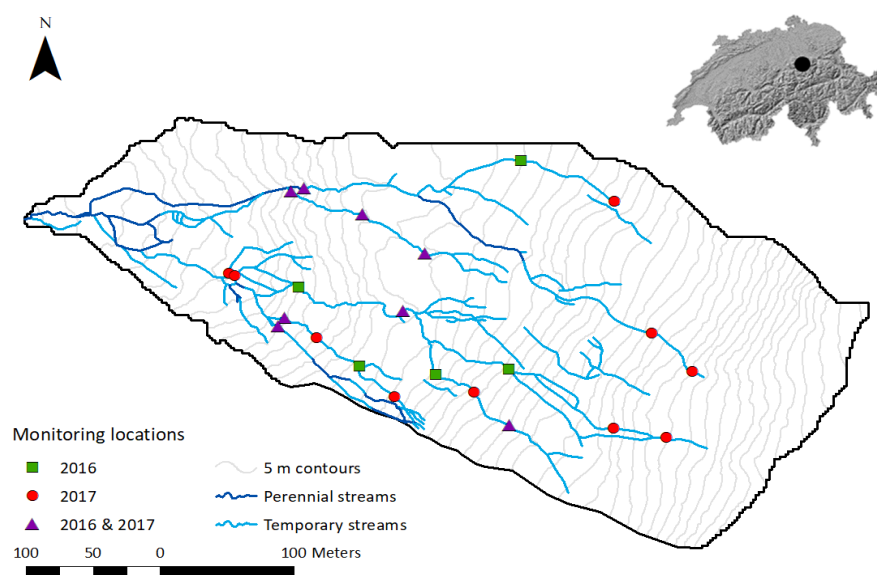 N
Monitoring locations
2016
2017
2016 & 2017
5 m contours
Perennial streams
Temporary streams
100 50 0 100 Meters